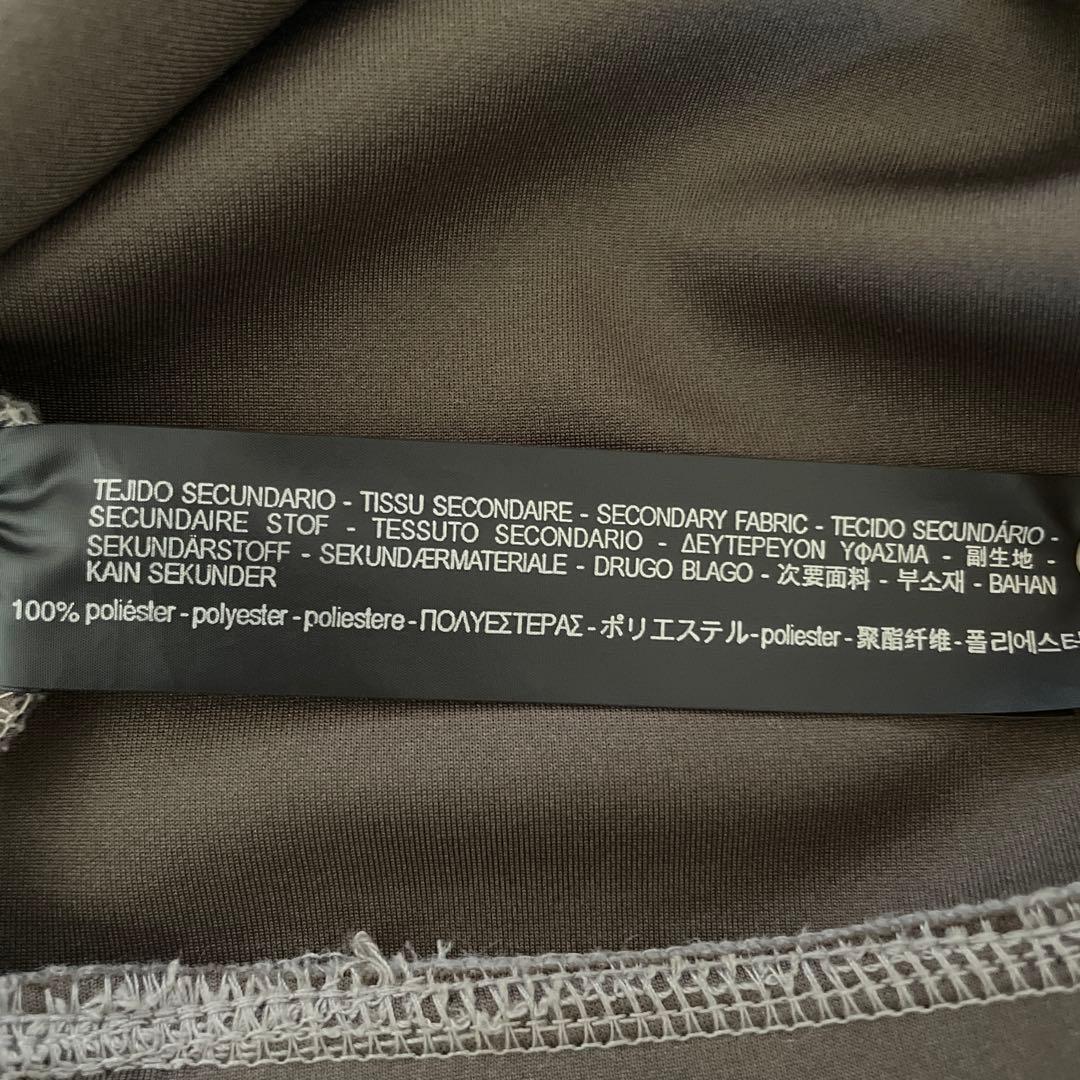 TEJIDO SECUNDARIO - TISSU SECONDAIRE - SECONDARY FABRIC - TECIDO SECUNDÁRIO -
SECUNDAIRE STOF - TESSUTO SECONDARIO - ΔΕΥΤΕΡΕΥΟΝ ΥΦΑΣΜΑ - 副生地 -
SEKUNDÄRSTOFF - SEKUNDÆRMATERIALE - DRUGO BLAGO - 次要面料 - 부소재 - BAHAN
KAIN SEKUNDER
100% poliéster - polyester - poliestere - ΠΟΛΥΕΣΤΕΡΑΣ - ポリエステル - poliester - 聚酯纤维 - 폴리에스터